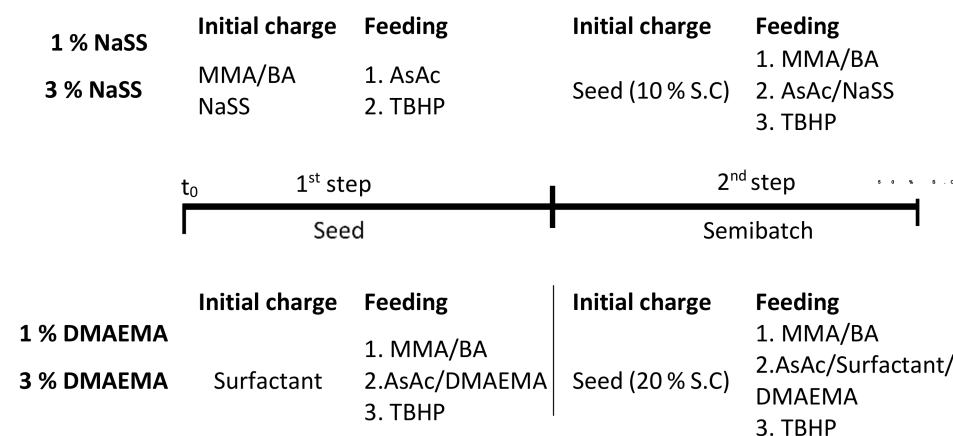 1 % NaSS
3 % NaSS
Initial charge
MMA/BA
NaSS
Feeding
1. AsAc
2. TBHP
Initial charge
Seed (10 % S.C)
Feeding
1. MMA/BA
2. AsAc/NaSS
3. TBHP
t₀
1ˢᵗ step
2ⁿᵈ step
Seed
Semibatch
1 % DMAEMA
3 % DMAEMA
Initial charge
Surfactant
Feeding
1. MMA/BA
2.AsAc/DMAEMA
3. TBHP
Initial charge
Seed (20 % S.C)
Feeding
1. MMA/BA
2.AsAc/Surfactant/
DMAEMA
3. TBHP